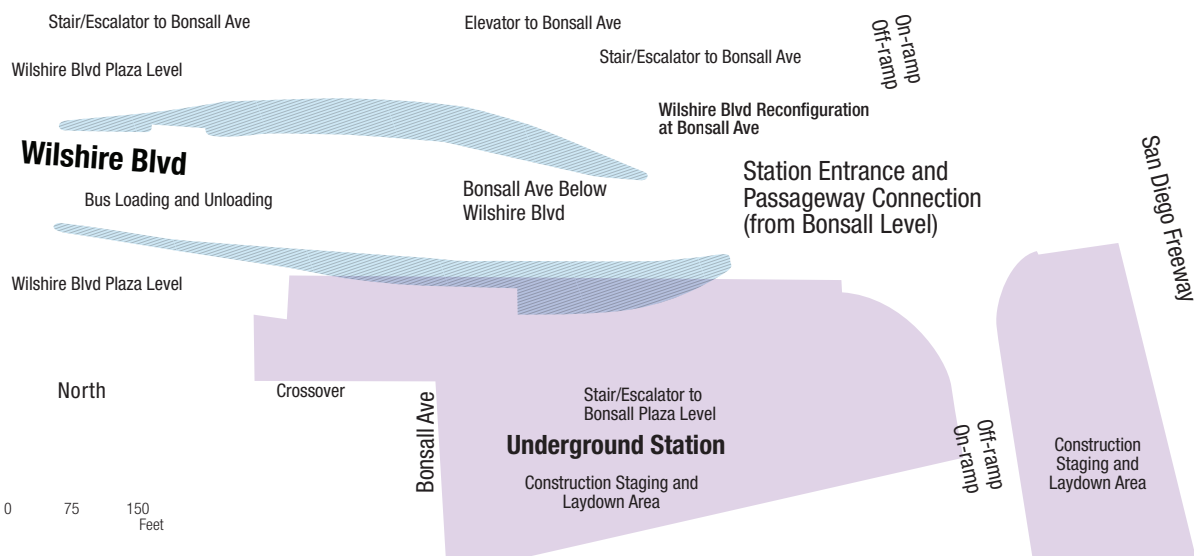 Stair/Escalator to Bonsall Ave
Elevator to Bonsall Ave
On-ramp
Off-ramp
Stair/Escalator to Bonsall Ave
Wilshire Blvd Plaza Level
Wilshire Blvd Reconfiguration
at Bonsall Ave
Wilshire Blvd
San Diego Freeway
Station Entrance and
Passageway Connection
(from Bonsall Level)
Bus Loading and Unloading
Bonsall Ave Below
Wilshire Blvd
Wilshire Blvd Plaza Level
North
Crossover
Bonsall Ave
Stair/Escalator to
Bonsall Plaza Level
Underground Station
Off-ramp
On-ramp
Construction Staging and
Laydown Area
Construction
Staging and
Laydown Area
0 75 150
Feet